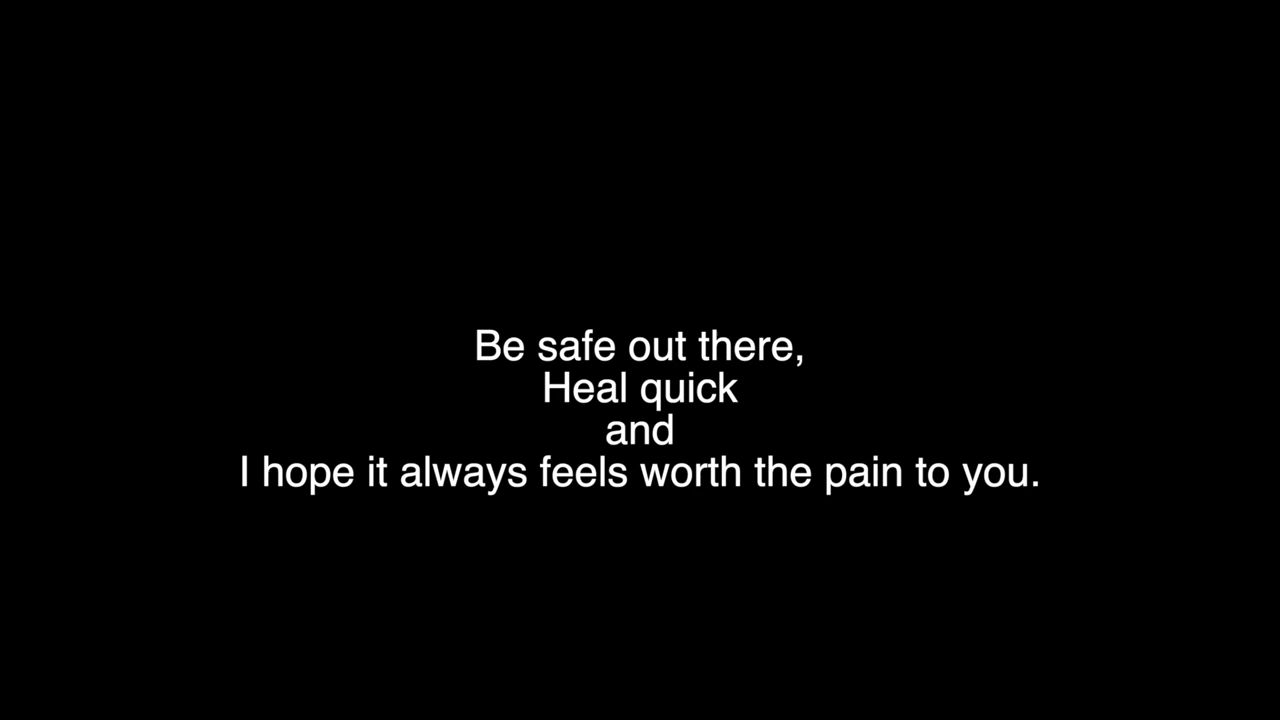 Be safe out there,
Heal quick
and
I hope it always feels worth the pain to you.